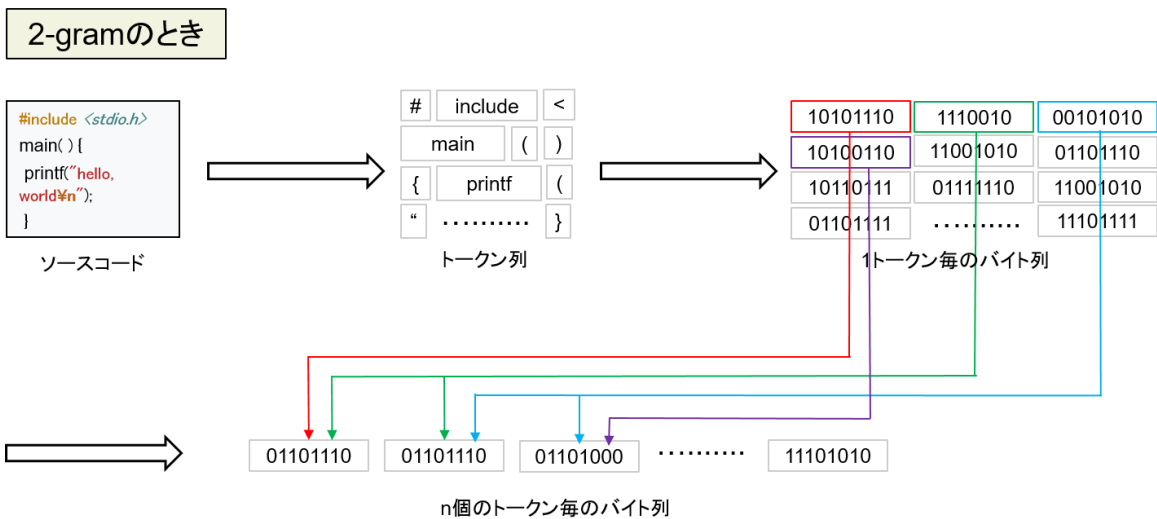 2-gramのとき
#include <stdio.h>
main( ) {
printf("hello,
world¥n");
}
ソースコード
# include <
main ( )
{ printf (
“ ‥‥‥‥‥ }
トークン列
10101110 1110010 00101010
10100110 11001010 01101110
10110111 01111110 11001010
01101111 ‥‥‥‥‥ 11101111
1トークン毎のバイト列
01101110 01101110 01101000 ‥‥‥‥‥ 11101010
n個のトークン毎のバイト列